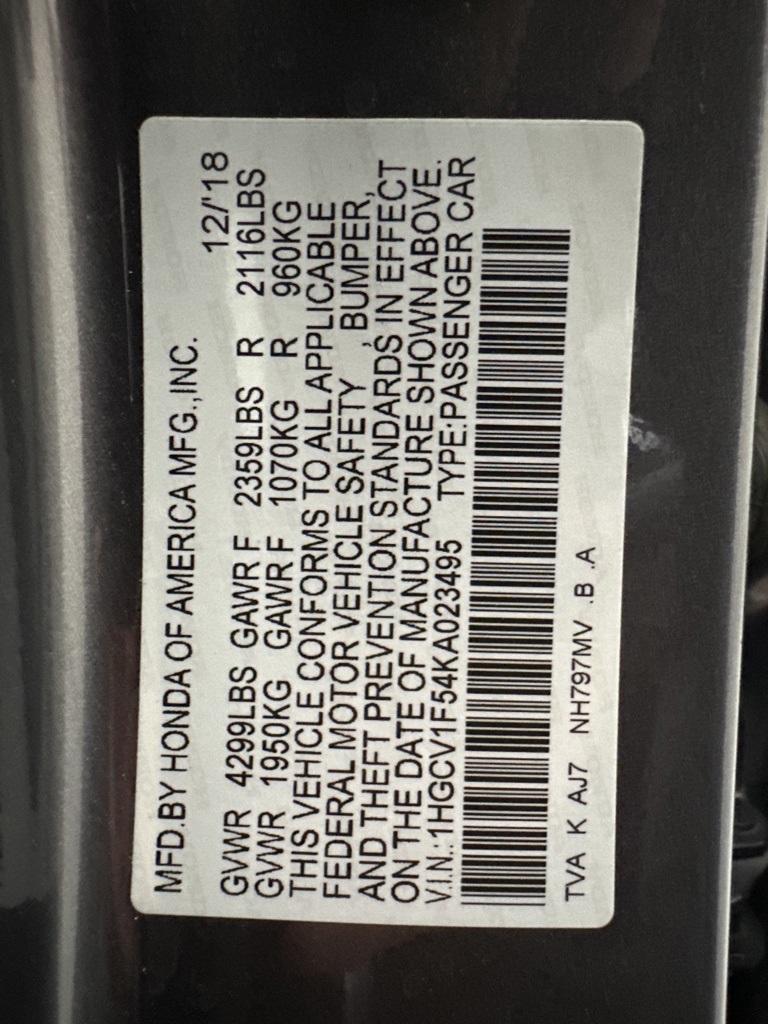 MFD.BY HONDA OF AMERICA MFG.,INC.
12/'18
GVWR 4299LBS GAWR F 2359LBS R 2116LBS
GVWR 1950KG GAWR F 1070KG R 960KG
THIS VEHICLE CONFORMS TO ALL APPLICABLE
FEDERAL MOTOR VEHICLE SAFETY , BUMPER,
AND THEFT PREVENTION STANDARDS IN EFFECT
ON THE DATE OF MANUFACTURE SHOWN ABOVE.
V.I.N.:1HGCV1F54KA023495 TYPE:PASSENGER CAR
TVA K AJ7 NH797MV .B .A